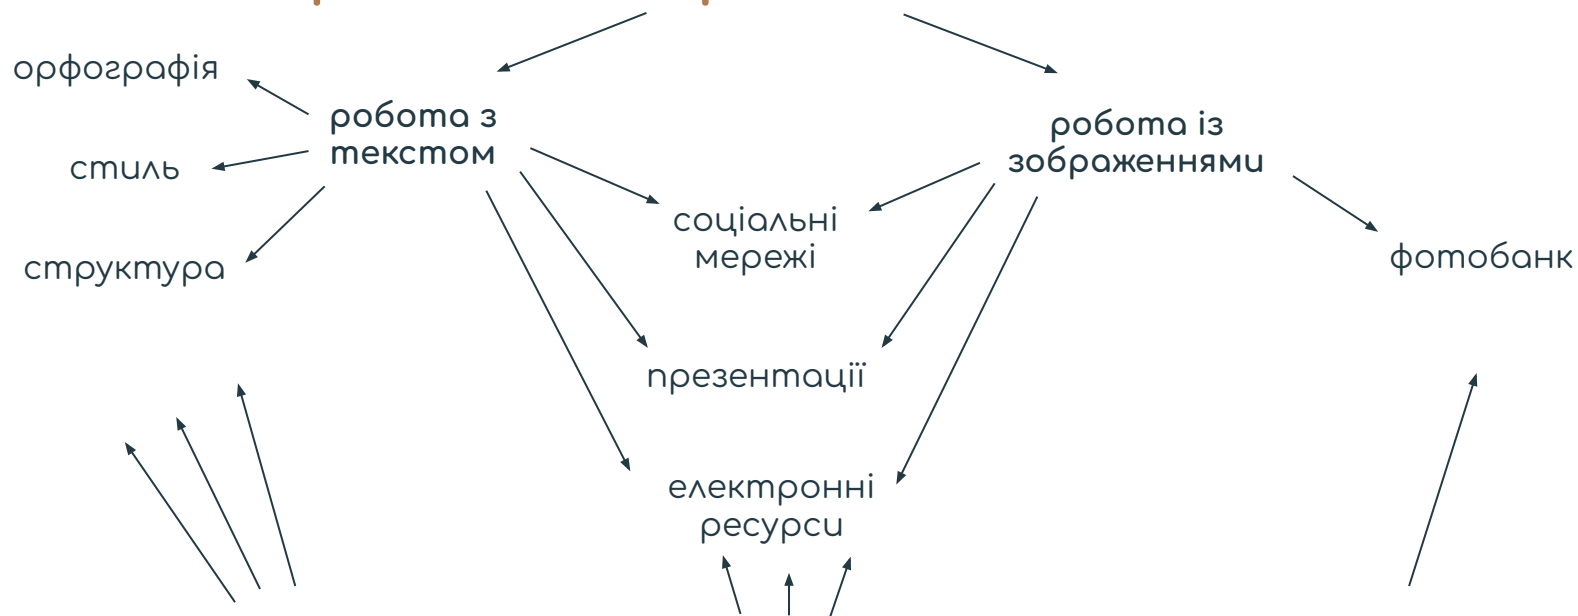 орфографія
робота з
текстом
робота із
зображеннями
стиль
соціальні
мережі
структура
фотобанк
презентації
електронні
ресурси